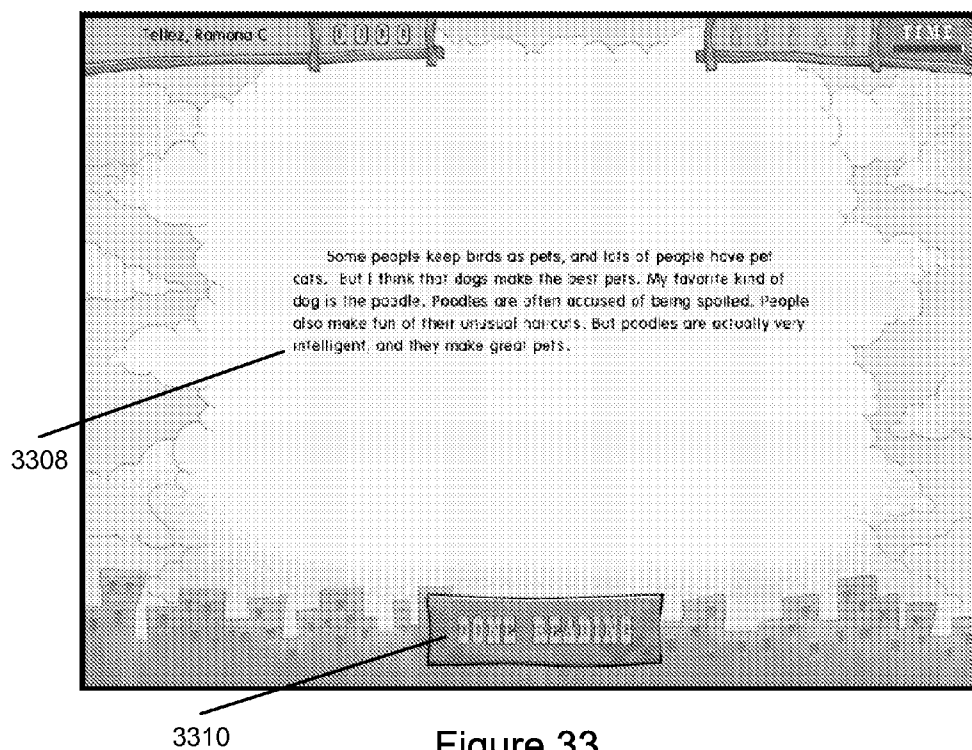 Tellez, Ramona C
0000
TIME
Some people keep birds as pets, and lots of people have pet
cats. But I think that dogs make the best pets. My favorite kind of
dog is the poodle. Poodles are often accused of being spoiled. People
also make fun of their unusual haircuts. But poodles are actually very
intelligent, and they make great pets.
3308
DONE READING
3310
Figure 33